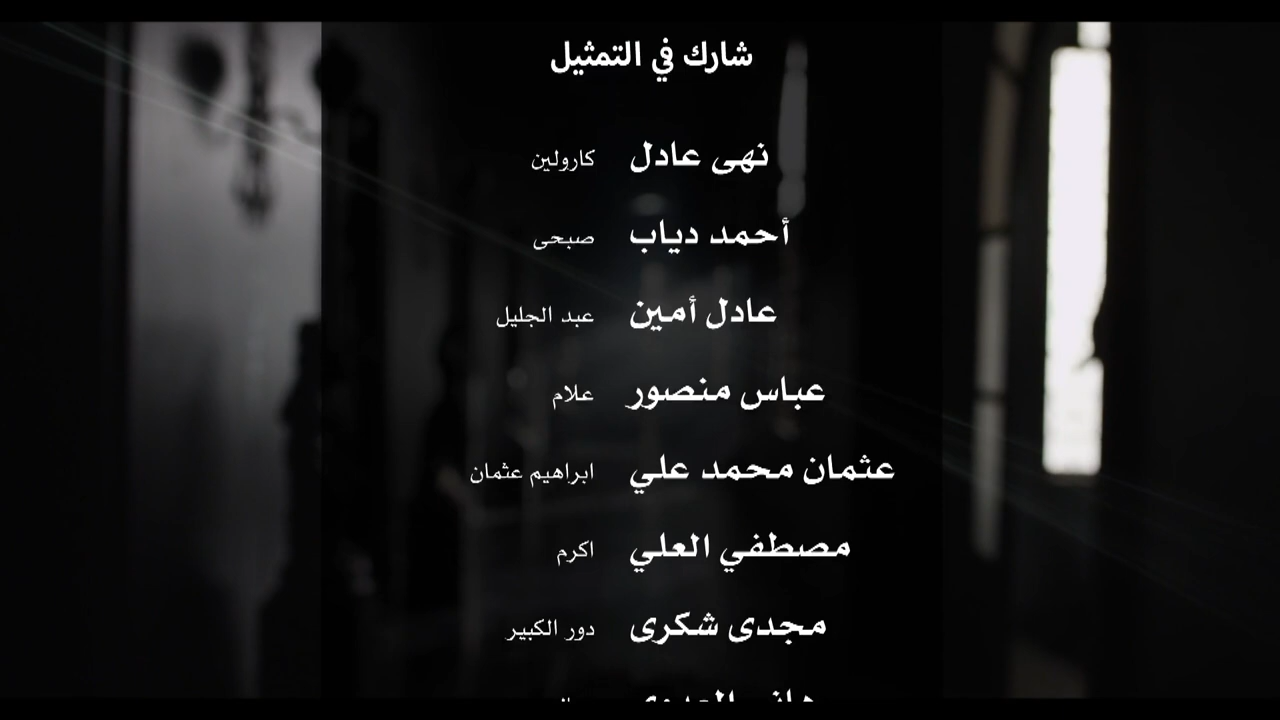 شارك في التمثيل
نهى عادل كارولين
أحمد دياب صبحى
عادل أمين عبد الجليل
عباس منصور علام
عثمان محمد علي ابراهيم عثمان
مصطفي العلي اكرم
مجدى شكرى دور الكبير